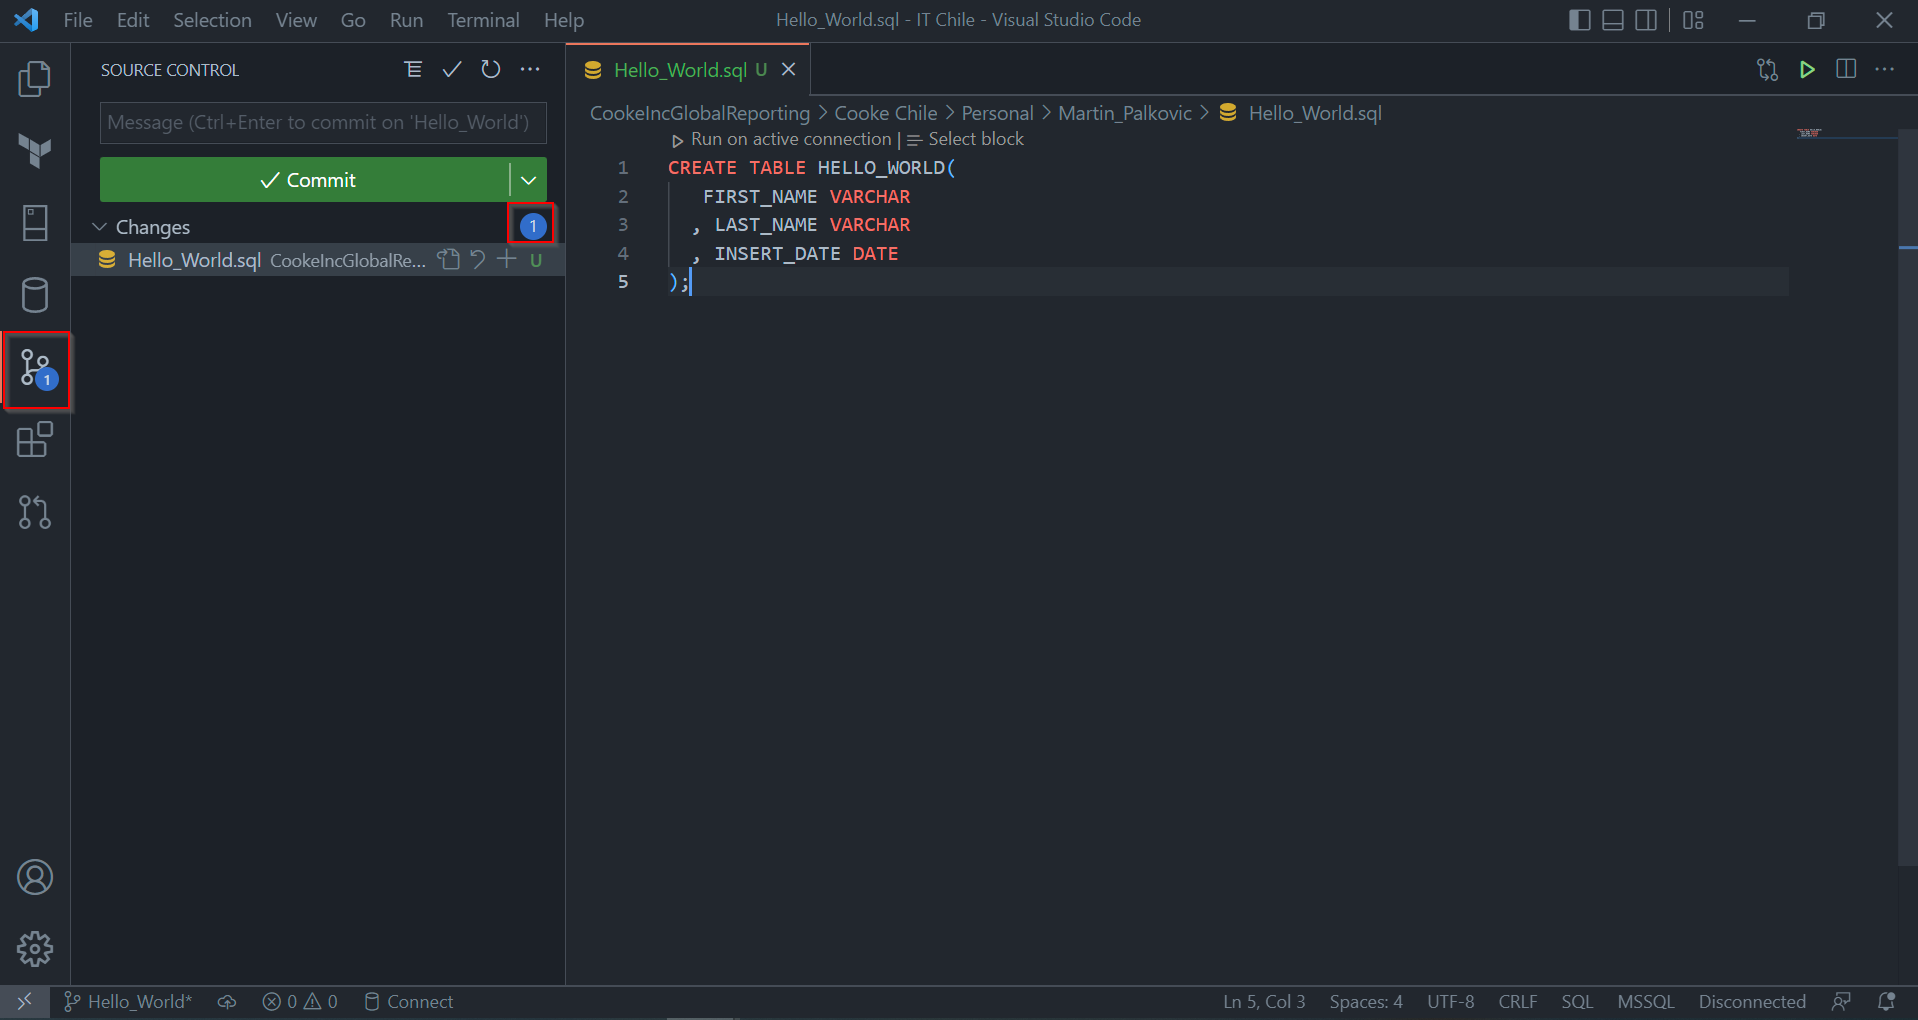 File Edit Selection View Go Run Terminal Help
Hello_World.sql - IT Chile - Visual Studio Code
SOURCE CONTROL
Message (Ctrl+Enter to commit on 'Hello_World')
Commit
Changes 1
Hello_World.sql CookeIncGlobalRe... U
1
Hello_World.sql U
CookeIncGlobalReporting > Cooke Chile > Personal > Martin_Palkovic > Hello_World.sql
Run on active connection | Select block
1 CREATE TABLE HELLO_WORLD(
2 FIRST_NAME VARCHAR
3 , LAST_NAME VARCHAR
4 , INSERT_DATE DATE
5 );
Hello_World* 0 0 Connect
Ln 5, Col 3 Spaces: 4 UTF-8 CRLF SQL MSSQL Disconnected